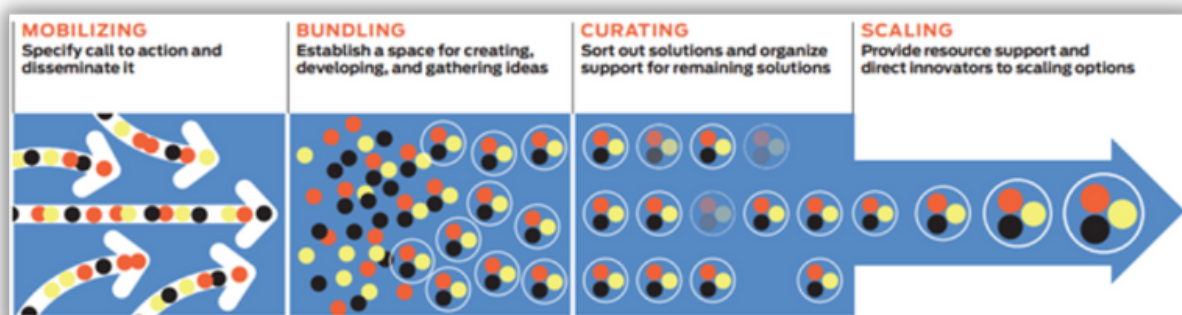 MOBILIZING
Specify call to action and
disseminate it
BUNDLING
Establish a space for creating,
developing, and gathering ideas
CURATING
Sort out solutions and organize
support for remaining solutions
SCALING
Provide resource support and
direct innovators to scaling options